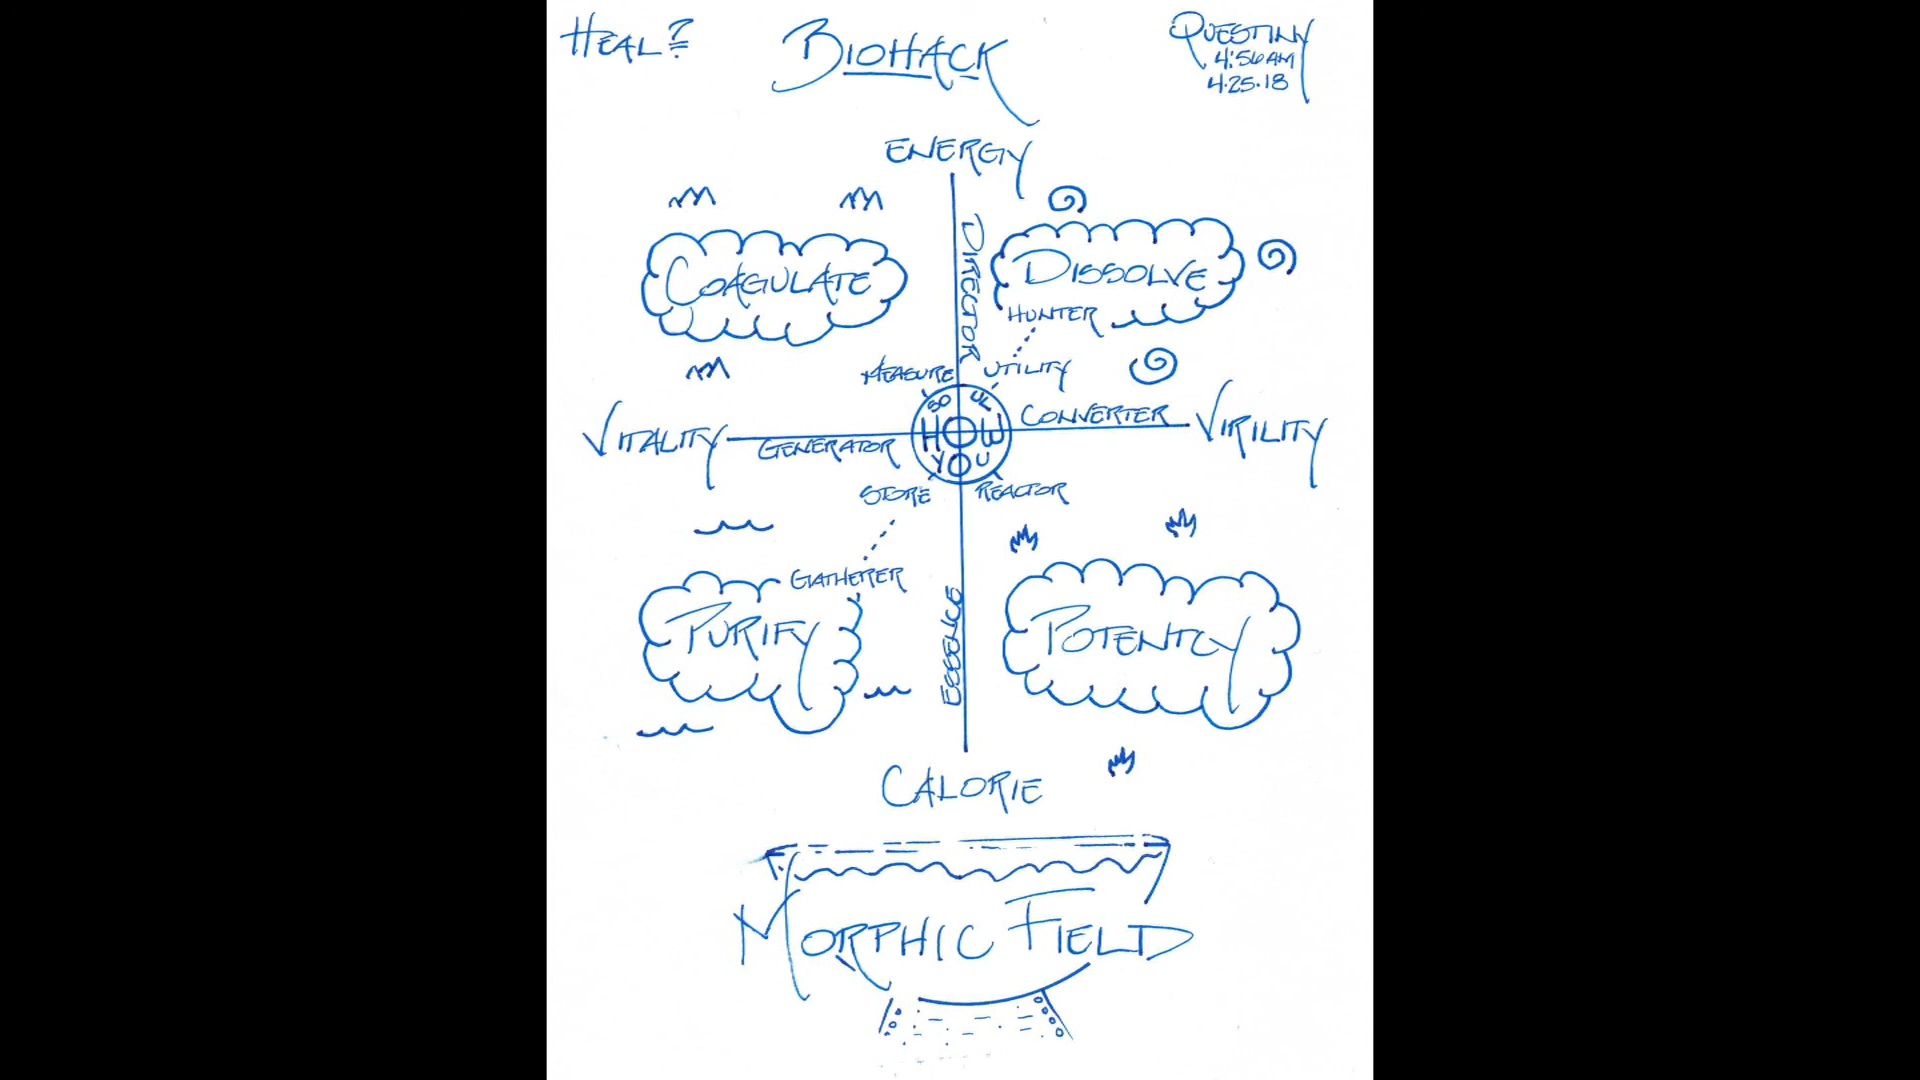 HEAL?
BIOHACK
QUESTINY
4:56AM
4.25.18
ENERGY
DIRECTOR
COAGULATE
DISSOLVE
HUNTER
MEASURE
UTILITY
SO
UL
VITALITY
GENERATOR
HOW
CONVERTER
VIRILITY
YOU
STORE
REACTOR
GATHERER
PURIFY
ESSENCE
POTENTCY
CALORIE
MORPHIC FIELD